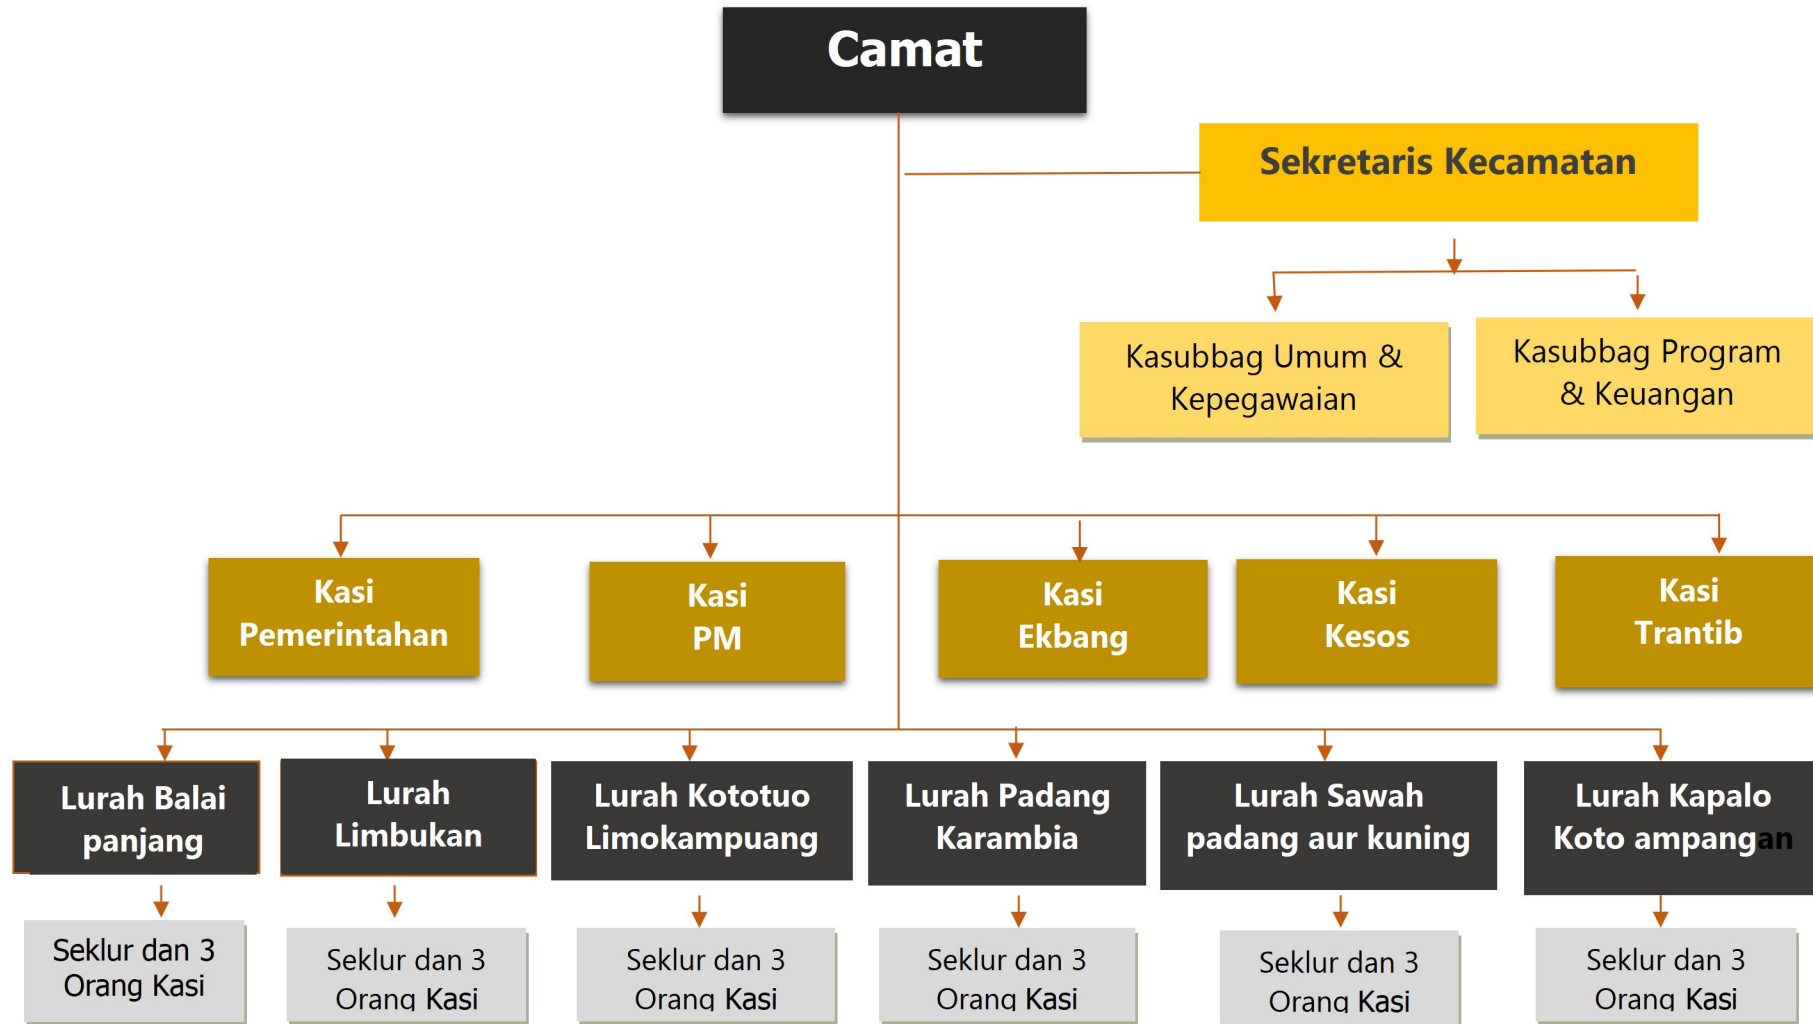 Camat
Sekretaris Kecamatan
Kasubbag Umum &
Kepegawaian
Kasubbag Program
& Keuangan
Kasi
Pemerintahan
Kasi
PM
Kasi
Ekbang
Kasi
Kesos
Kasi
Trantib
Lurah Balai
panjang
Lurah
Limbukan
Lurah Kototuo
Limokampuang
Lurah Padang
Karambia
Lurah Sawah
padang aur kuning
Lurah Kapalo
Koto ampangan
Seklur dan 3
Orang Kasi
Seklur dan 3
Orang Kasi
Seklur dan 3
Orang Kasi
Seklur dan 3
Orang Kasi
Seklur dan 3
Orang Kasi
Seklur dan 3
Orang Kasi